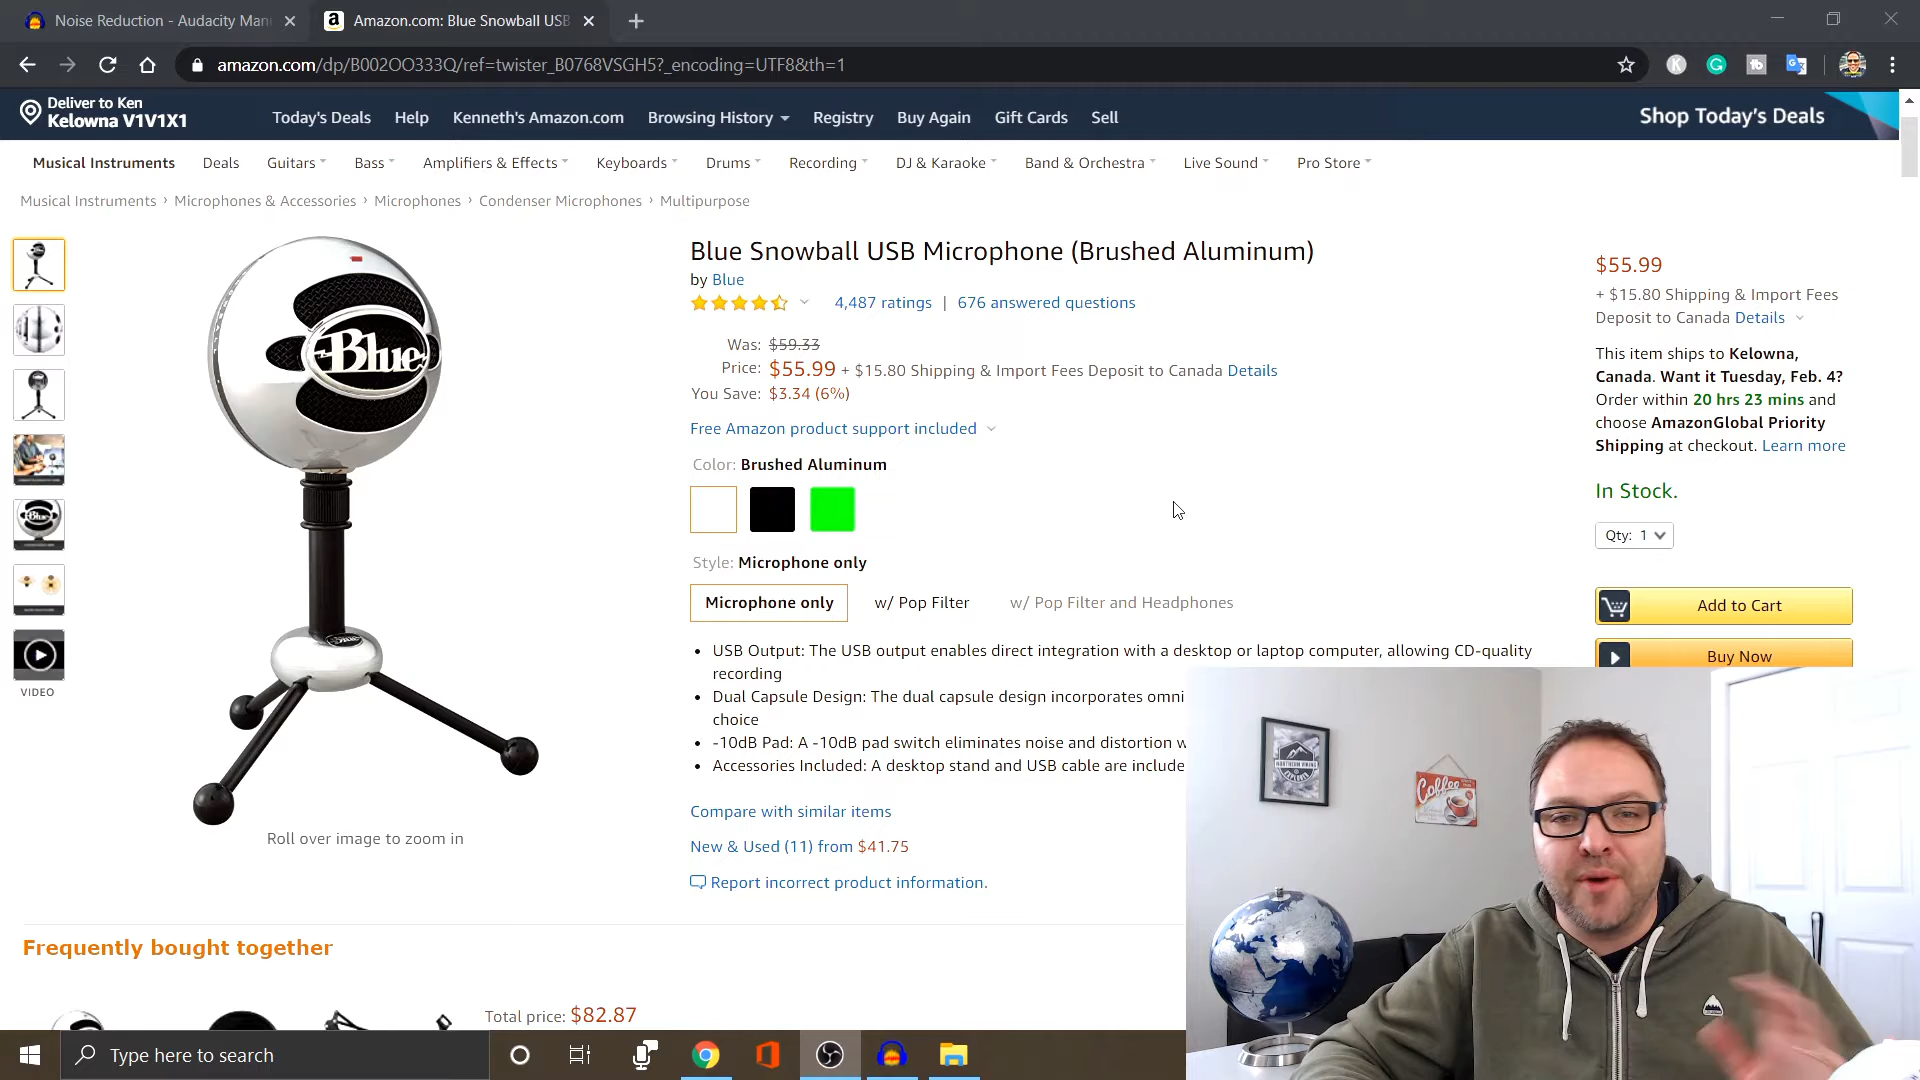 Noise Reduction - Audacity Man
Amazon.com: Blue Snowball USB
amazon.com/dp/B002OO333Q/ref=twister_B0768VSGH5?_encoding=UTF8&th=1
Deliver to Ken
Kelowna V1V1X1
Today's Deals Help Kenneth's Amazon.com Browsing History Registry Buy Again Gift Cards Sell
Shop Today's Deals
Musical Instruments Deals Guitars Bass Amplifiers & Effects Keyboards Drums Recording DJ & Karaoke Band & Orchestra Live Sound Pro Store
Musical Instruments › Microphones & Accessories › Microphones › Condenser Microphones › Multipurpose
Blue
Roll over image to zoom in
VIDEO
Blue Snowball USB Microphone (Brushed Aluminum)
by Blue
4,487 ratings | 676 answered questions
Was: $59.33
Price: $55.99 + $15.80 Shipping & Import Fees Deposit to Canada Details
You Save: $3.34 (6%)
Free Amazon product support included
Color: Brushed Aluminum
Style: Microphone only
Microphone only w/ Pop Filter w/ Pop Filter and Headphones
• USB Output: The USB output enables direct integration with a desktop or laptop computer, allowing CD-quality
recording
• Dual Capsule Design: The dual capsule design incorporates omni
choice
• -10dB Pad: A -10dB pad switch eliminates noise and distortion w
• Accessories Included: A desktop stand and USB cable are include
Compare with similar items
New & Used (11) from $41.75
Report incorrect product information.
$55.99
+ $15.80 Shipping & Import Fees
Deposit to Canada Details
This item ships to Kelowna,
Canada. Want it Tuesday, Feb. 4?
Order within 20 hrs 23 mins and
choose AmazonGlobal Priority
Shipping at checkout. Learn more
In Stock.
Qty: 1
Add to Cart
Buy Now
Coffee
Frequently bought together
Total price: $82.87
Type here to search